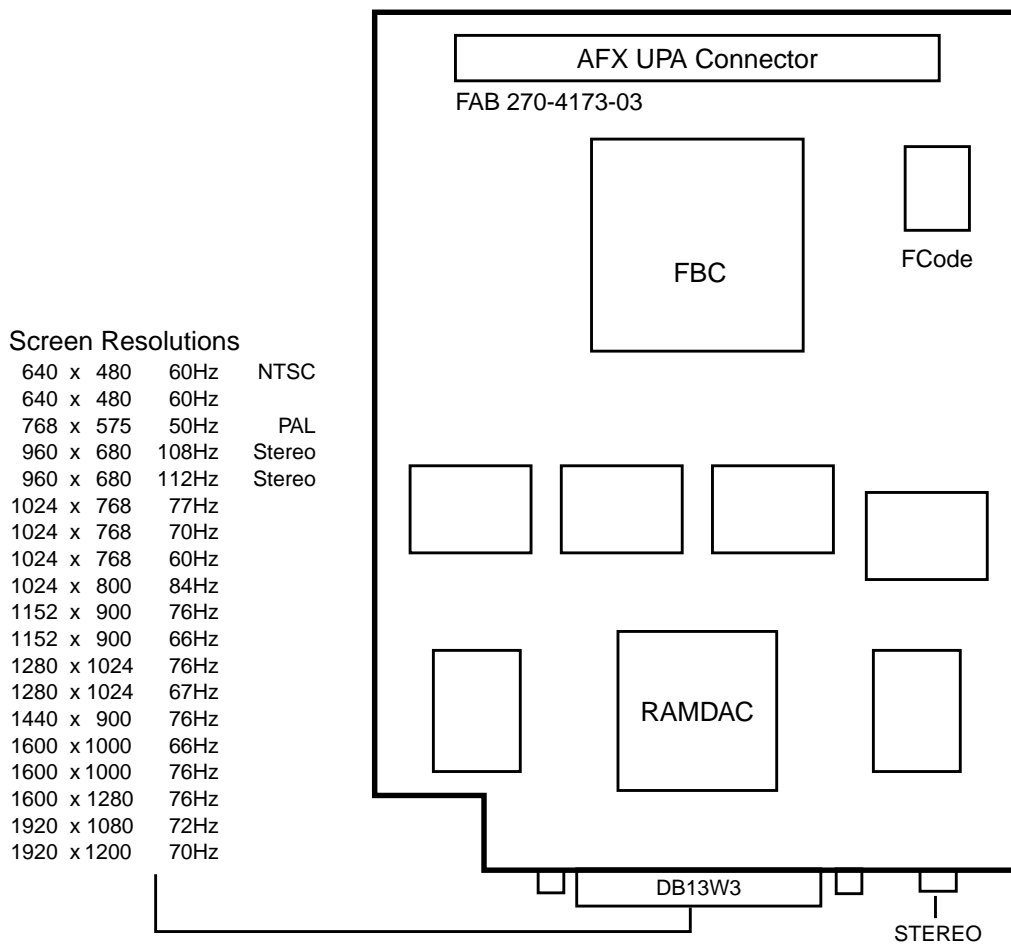 AFX UPA Connector
FAB 270-4173-03
FBC
FCode
Screen Resolutions
640 x 480 60Hz NTSC
640 x 480 60Hz
768 x 575 50Hz PAL
960 x 680 108Hz Stereo
960 x 680 112Hz Stereo
1024 x 768 77Hz
1024 x 768 70Hz
1024 x 768 60Hz
1024 x 800 84Hz
1152 x 900 76Hz
1152 x 900 66Hz
1280 x 1024 76Hz
1280 x 1024 67Hz
1440 x 900 76Hz
1600 x 1000 66Hz
1600 x 1000 76Hz
1600 x 1280 76Hz
1920 x 1080 72Hz
1920 x 1200 70Hz
RAMDAC
DB13W3
STEREO